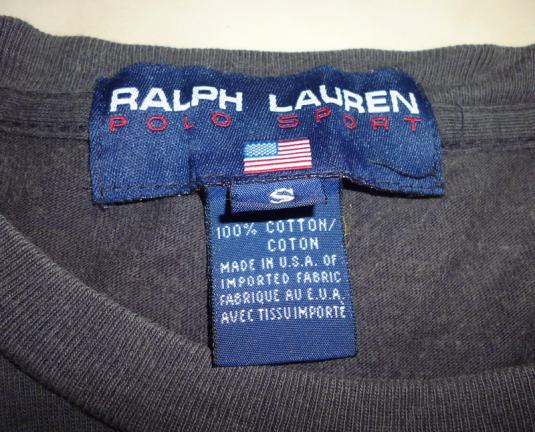 RALPH LAUREN
POLO SPORT
S
100% COTTON/
COTON
MADE IN U.S.A. OF
IMPORTED FABRIC
FABRIQUE AU E.U.A.
AVEC TISSU IMPORTE